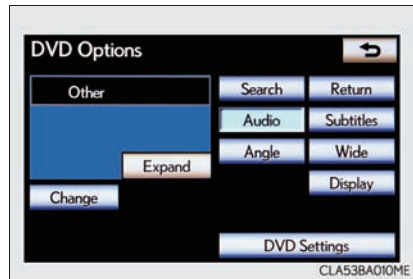 DVD Options
Other
Search
Return
Audio
Subtitles
Expand
Angle
Wide
Change
Display
DVD Settings
CLA53BA010ME